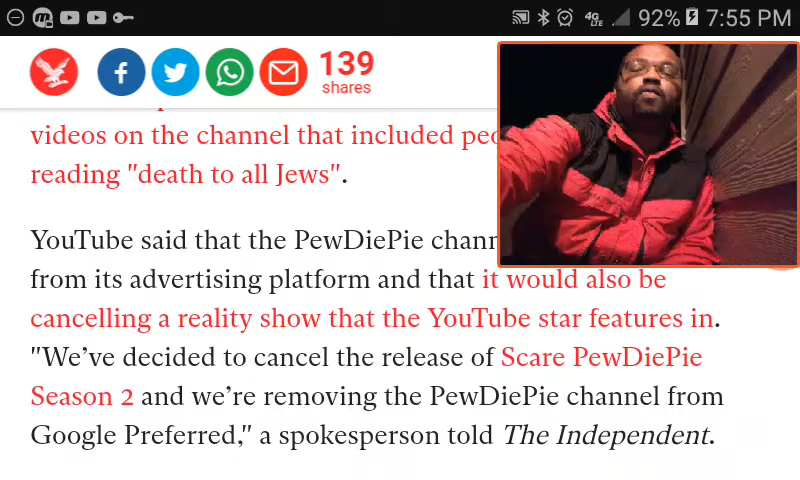 4G
LTE
92%
7:55 PM
139
shares
videos on the channel that included
reading "death to all Jews".
YouTube said that the PewDiePie
from its advertising platform and that it would also be
cancelling a reality show that the YouTube star features in.
"We’ve decided to cancel the release of Scare PewDiePie
Season 2 and we’re removing the PewDiePie channel from
Google Preferred," a spokesperson told The Independent.